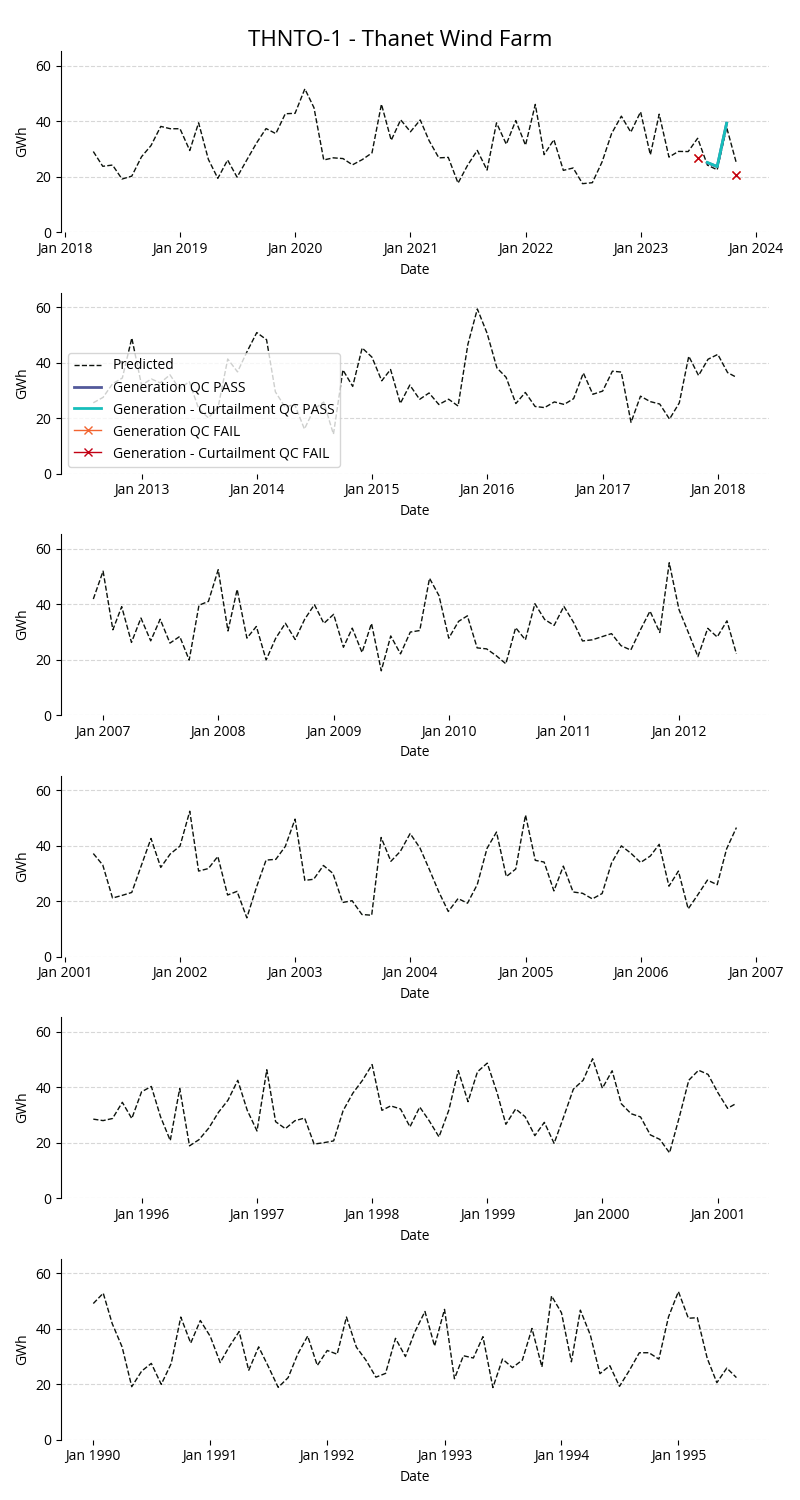 THNTO-1 - Thanet Wind Farm
60
40
20
0
GWh
Jan 2018 Jan 2019 Jan 2020 Jan 2021 Jan 2022 Jan 2023 Jan 2024
Date
60
40
20
0
GWh
Predicted
Generation QC PASS
Generation - Curtailment QC PASS
Generation QC FAIL
Generation - Curtailment QC FAIL
Jan 2013 Jan 2014 Jan 2015 Jan 2016 Jan 2017 Jan 2018
Date
60
40
20
0
GWh
Jan 2007 Jan 2008 Jan 2009 Jan 2010 Jan 2011 Jan 2012
Date
60
40
20
0
GWh
Jan 2001 Jan 2002 Jan 2003 Jan 2004 Jan 2005 Jan 2006 Jan 2007
Date
60
40
20
0
GWh
Jan 1996 Jan 1997 Jan 1998 Jan 1999 Jan 2000 Jan 2001
Date
60
40
20
0
GWh
Jan 1990 Jan 1991 Jan 1992 Jan 1993 Jan 1994 Jan 1995
Date